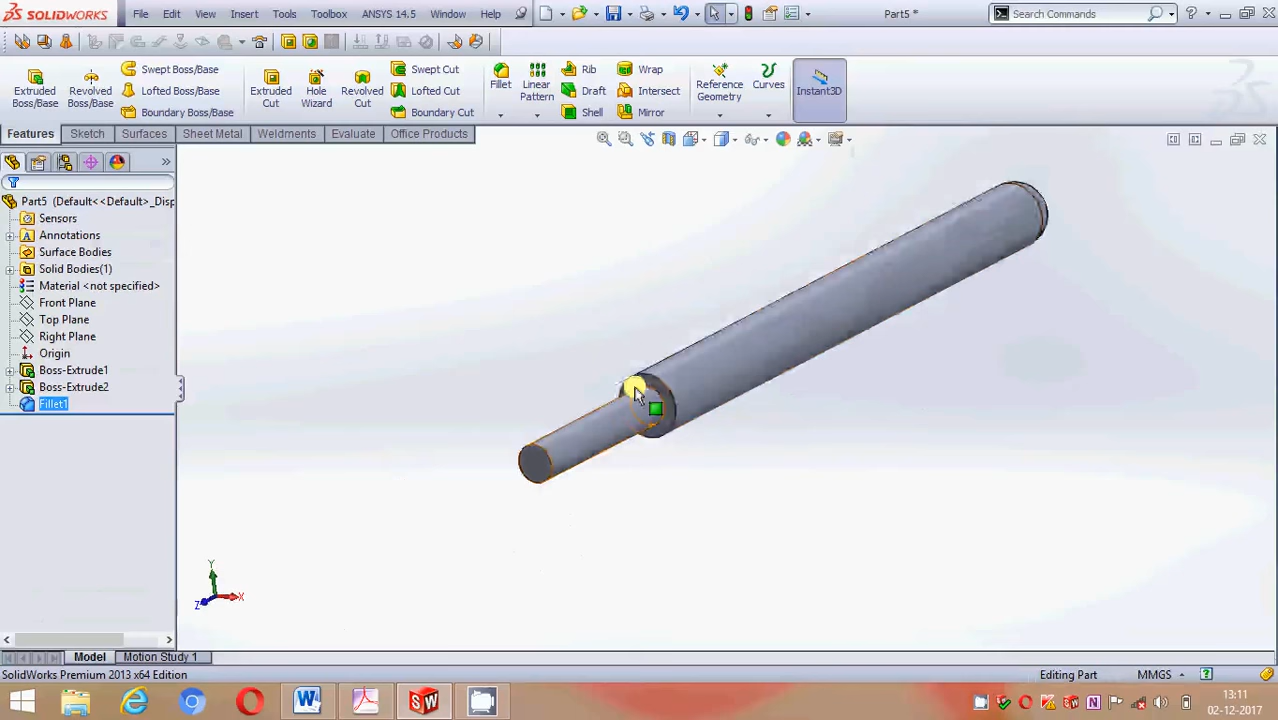 SOLIDWORKS File Edit View Insert Tools Toolbox ANSYS 14.5 Window Help Part5 * Search Commands
Extruded Boss/Base
Revolved Boss/Base
Swept Boss/Base
Lofted Boss/Base
Boundary Boss/Base
Extruded Cut
Hole Wizard
Revolved Cut
Swept Cut
Lofted Cut
Boundary Cut
Fillet
Linear Pattern
Rib
Draft
Shell
Wrap
Intersect
Mirror
Reference Geometry
Curves
Instant3D
Features Sketch Surfaces Sheet Metal Weldments Evaluate Office Products
Part5 (Default<<Default>_Disp
Sensors
Annotations
Surface Bodies
Solid Bodies(1)
Material <not specified>
Front Plane
Top Plane
Right Plane
Origin
Boss-Extrude1
Boss-Extrude2
Fillet1
Y
X
Z
Model Motion Study 1
SolidWorks Premium 2013 x64 Edition Editing Part MMGS
13:11
02-12-2017